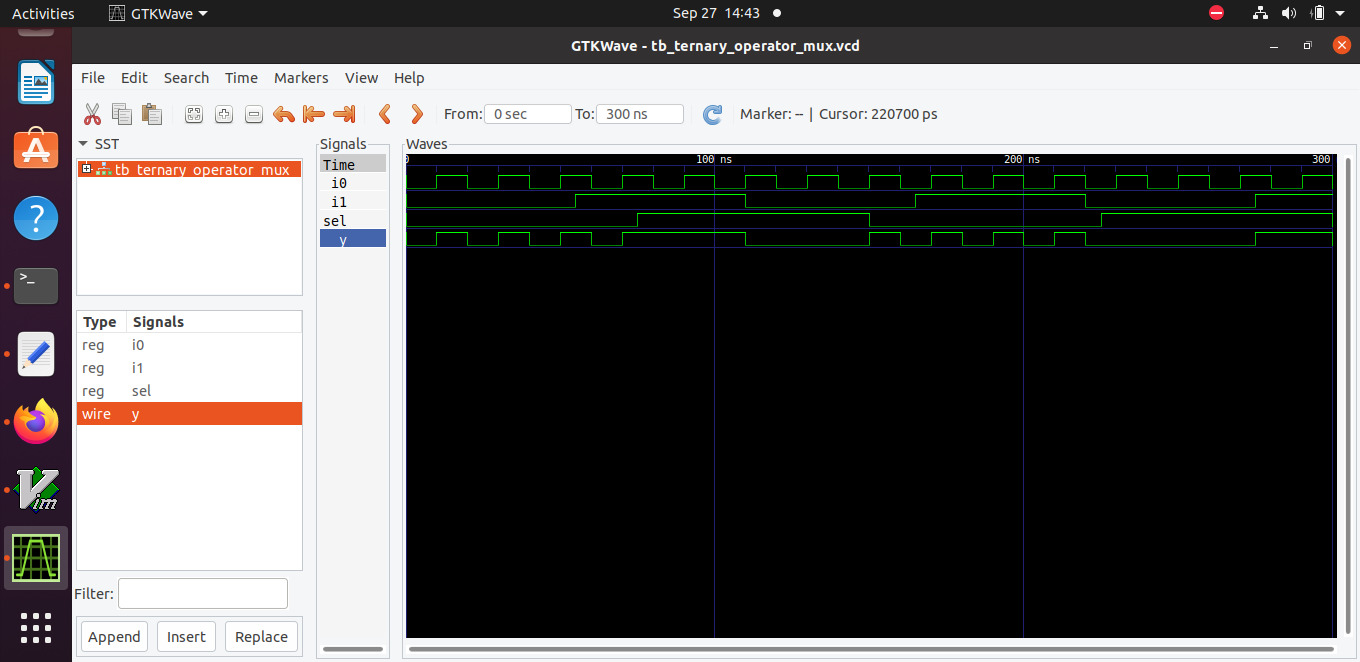 Activities GTKWave Sep 27 14:43
GTKWave - tb_ternary_operator_mux.vcd
File Edit Search Time Markers View Help
From: 0 sec To: 300 ns Marker: -- | Cursor: 220700 ps
SST
tb_ternary_operator_mux
Type Signals
reg i0
reg i1
reg sel
wire y
Filter:
Append Insert Replace
Signals
Time
i0
i1
sel
y
Waves
0 100 ns 200 ns 300
>_
A
?
Vim